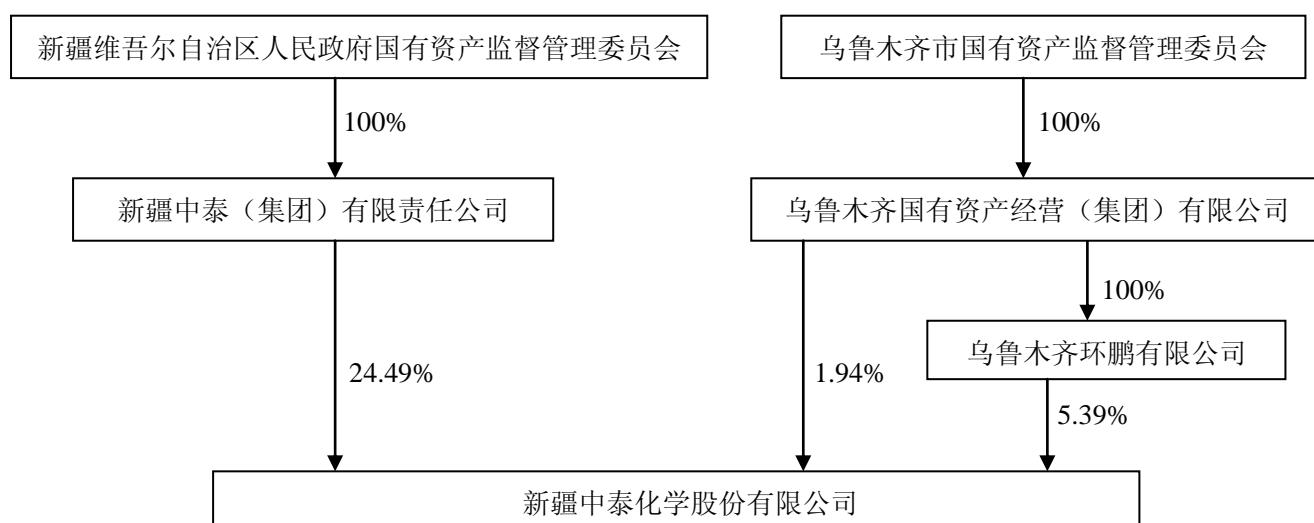 新疆维吾尔自治区人民政府国有资产监督管理委员会
乌鲁木齐市国有资产监督管理委员会
100%
100%
新疆中泰（集团）有限责任公司
乌鲁木齐国有资产经营（集团）有限公司
100%
乌鲁木齐环鹏有限公司
24.49%
1.94%
5.39%
新疆中泰化学股份有限公司